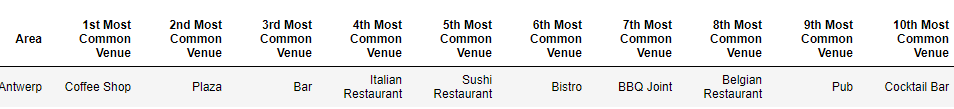 Area 1st Most Common Venue 2nd Most Common Venue 3rd Most Common Venue 4th Most Common Venue 5th Most Common Venue 6th Most Common Venue 7th Most Common Venue 8th Most Common Venue 9th Most Common Venue 10th Most Common Venue
Antwerp Coffee Shop Plaza Bar Italian Restaurant Sushi Restaurant Bistro BBQ Joint Belgian Restaurant Pub Cocktail Bar